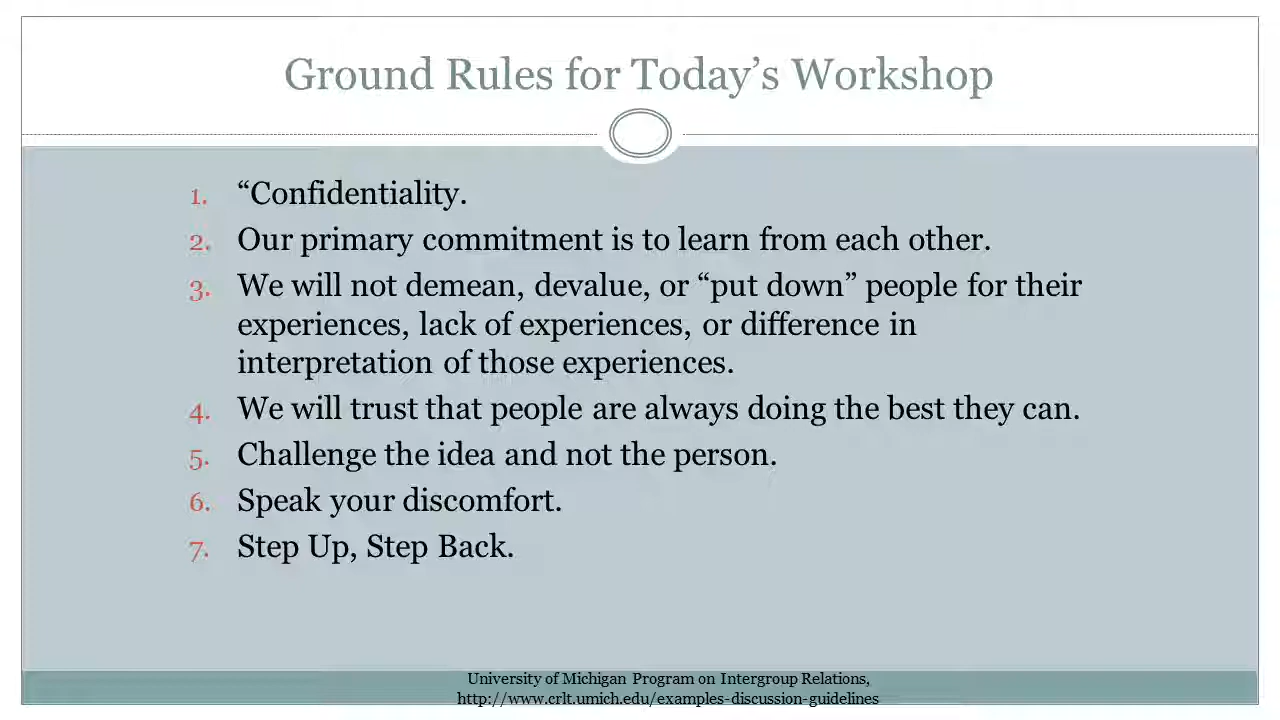 Ground Rules for Today’s Workshop
1. “Confidentiality.
2. Our primary commitment is to learn from each other.
3. We will not demean, devalue, or “put down” people for their
experiences, lack of experiences, or difference in
interpretation of those experiences.
4. We will trust that people are always doing the best they can.
5. Challenge the idea and not the person.
6. Speak your discomfort.
7. Step Up, Step Back.
University of Michigan Program on Intergroup Relations,
http://www.crlt.umich.edu/examples-discussion-guidelines